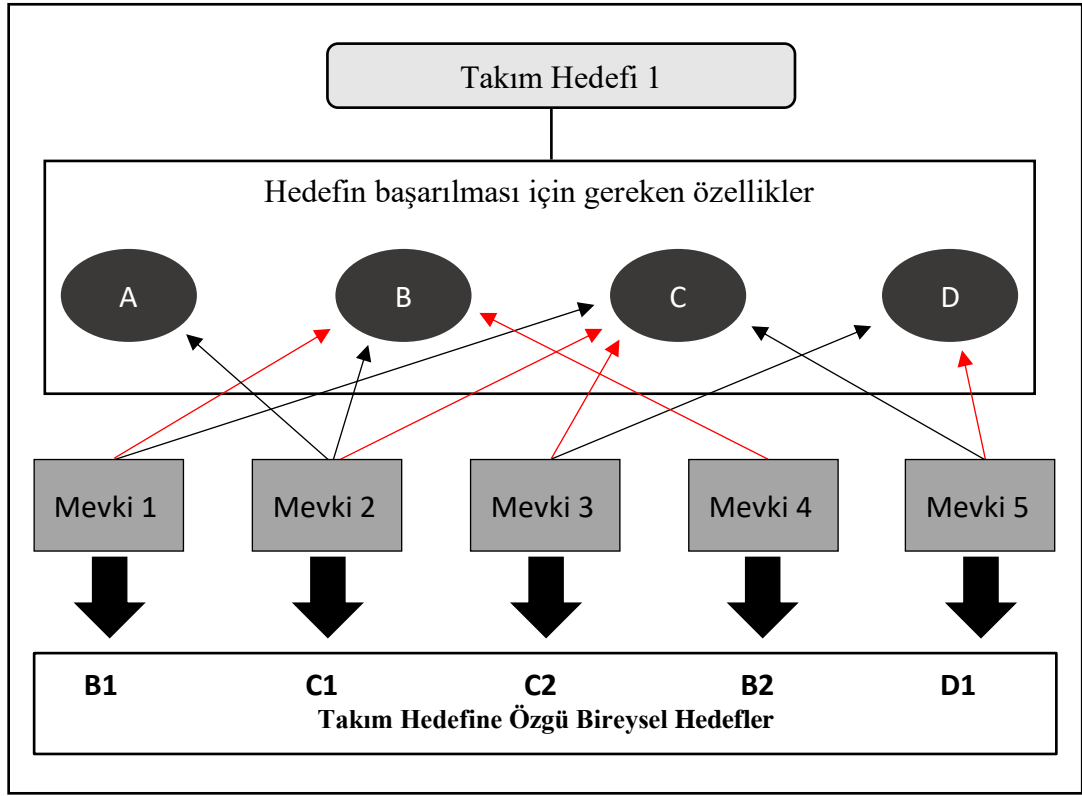 Takım Hedefi 1
Hedefin başarılması için gereken özellikler
A B C D
Mevki 1 Mevki 2 Mevki 3 Mevki 4 Mevki 5
B1 C1 C2 B2 D1
Takım Hedefine Özgü Bireysel Hedefler